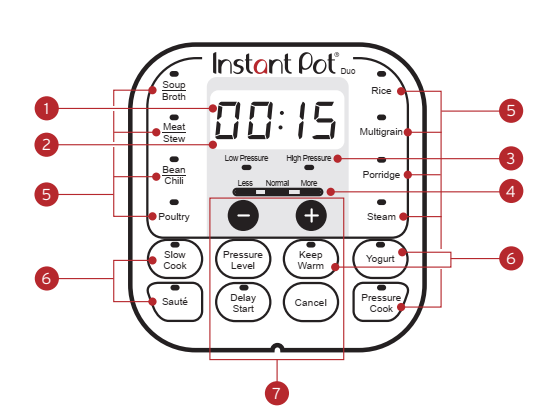 Instant Pot® Duo
Soup
Broth
Rice
1
00:15
5
Meat
Stew
Multigrain
2
Low Pressure High Pressure
3
Bean
Chili
Porridge
Less Normal More
4
5
Poultry
Steam
− +
Slow
Cook
Pressure
Level
Keep
Warm
Yogurt
6
6
Sauté
Delay
Start
Cancel
Pressure
Cook
7